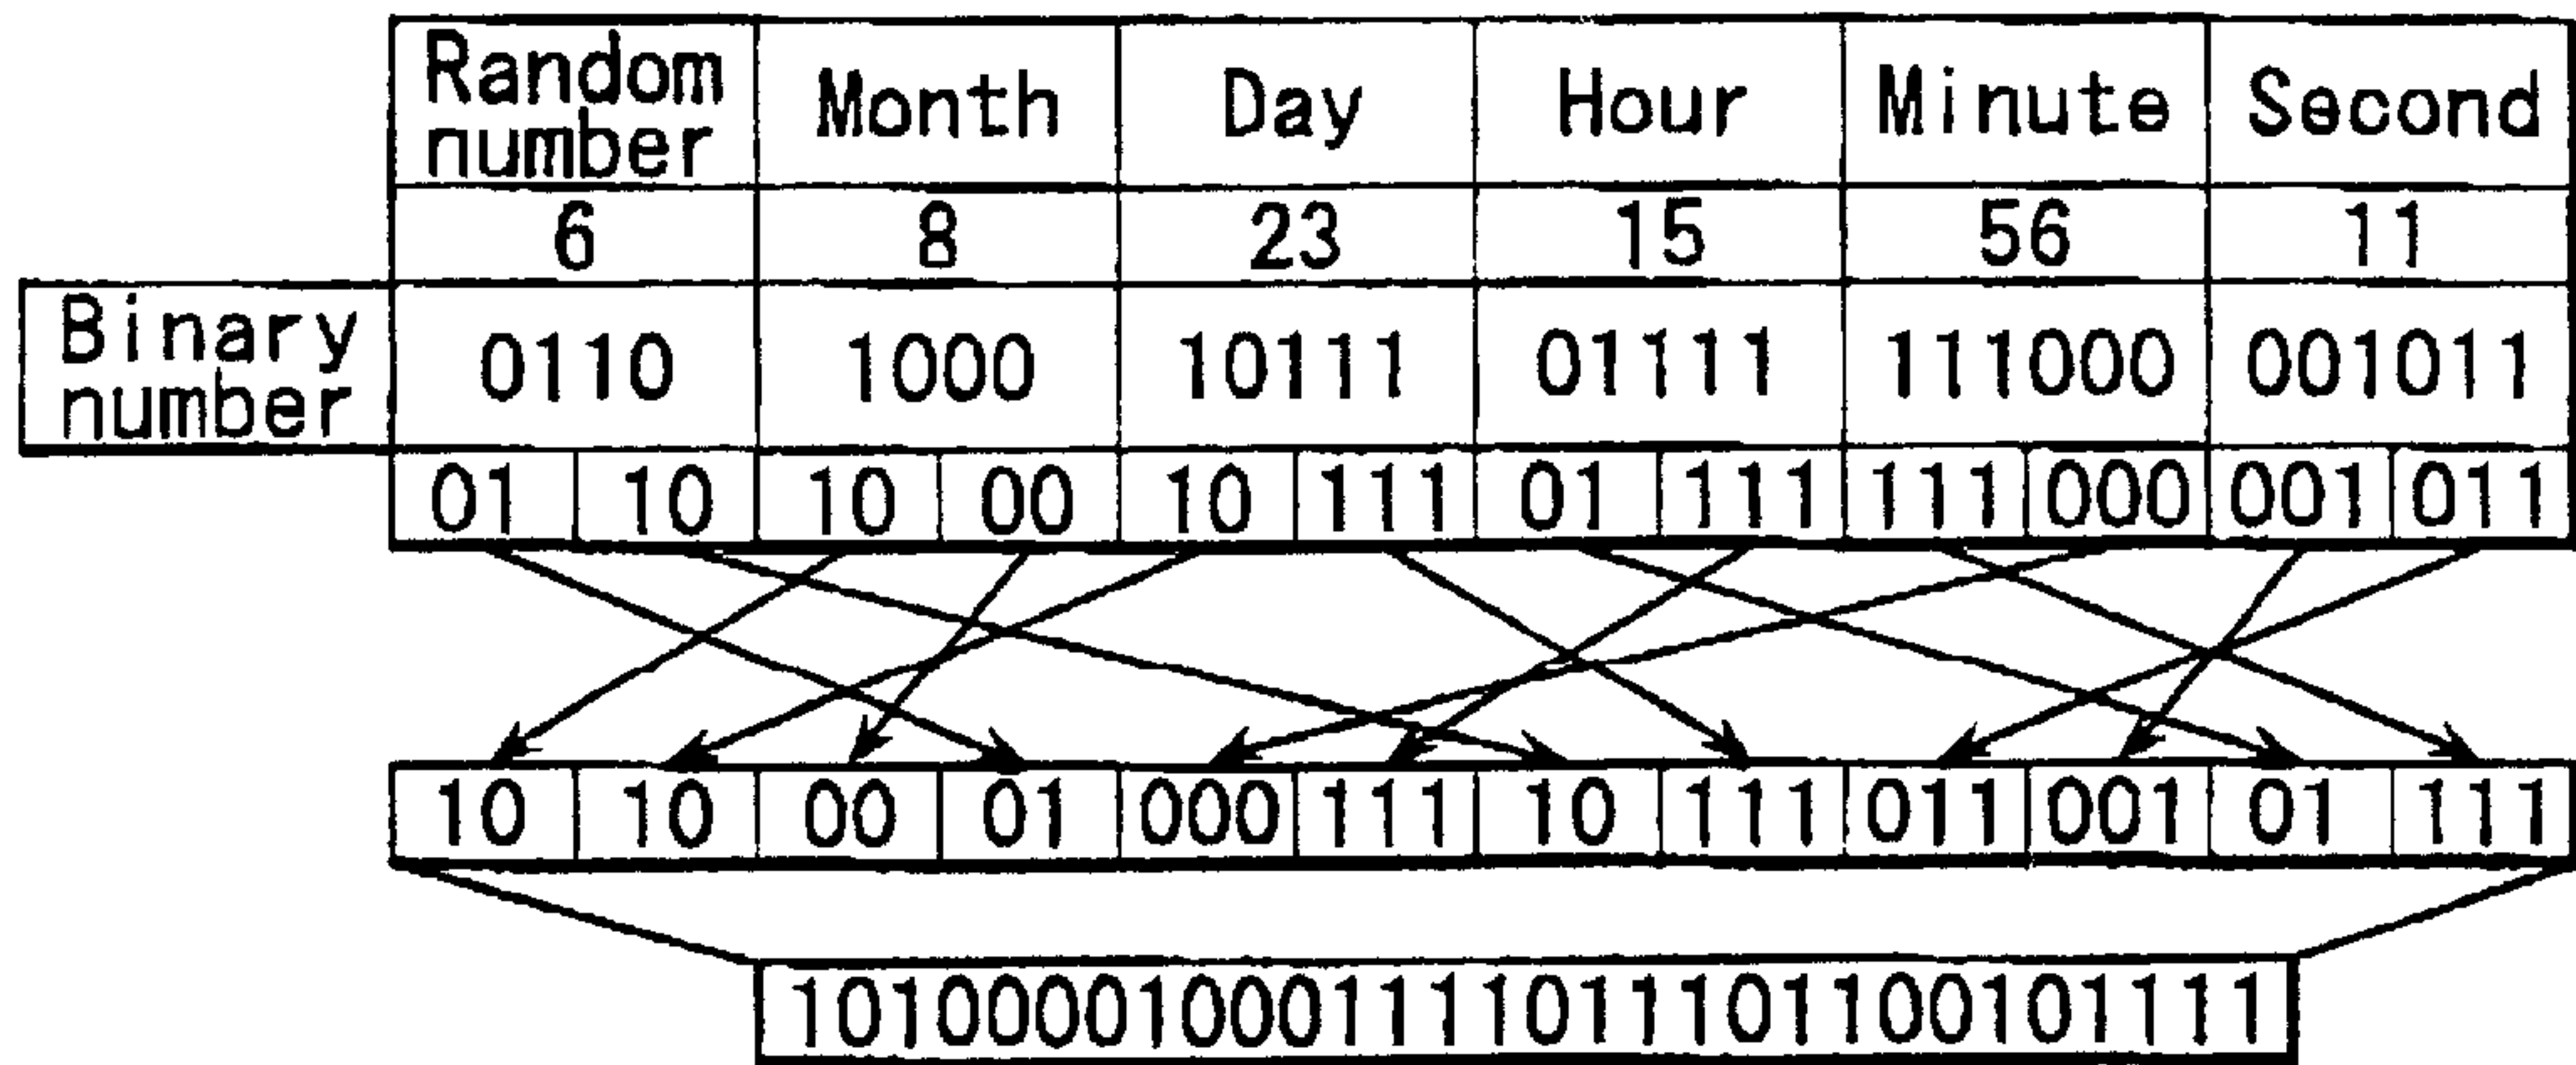 Random
number Month Day Hour Minute Second
6 8 23 15 56 11
Binary
number 0110 1000 10111 01111 111000 001011
01 10 10 00 10 111 01 111 111 000 001 011
10 10 00 01 000 111 10 111 011 001 01 111
101000010001111011101100101111